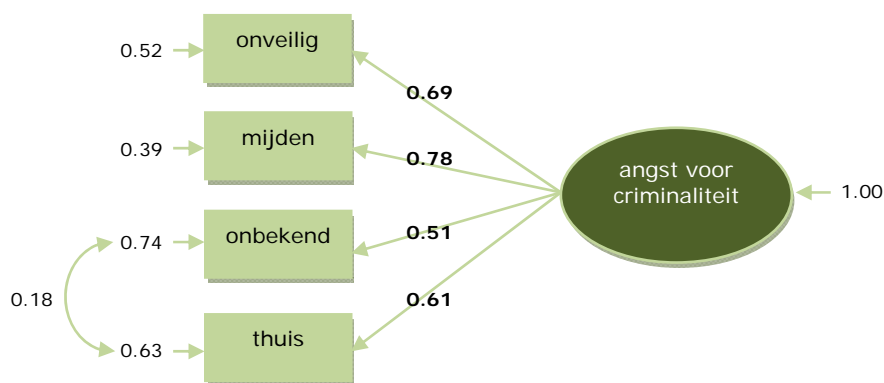 onveilig
0.52
0.69
mijden
0.39
0.78
angst voor
criminaliteit
1.00
onbekend
0.74
0.51
0.18
0.61
thuis
0.63